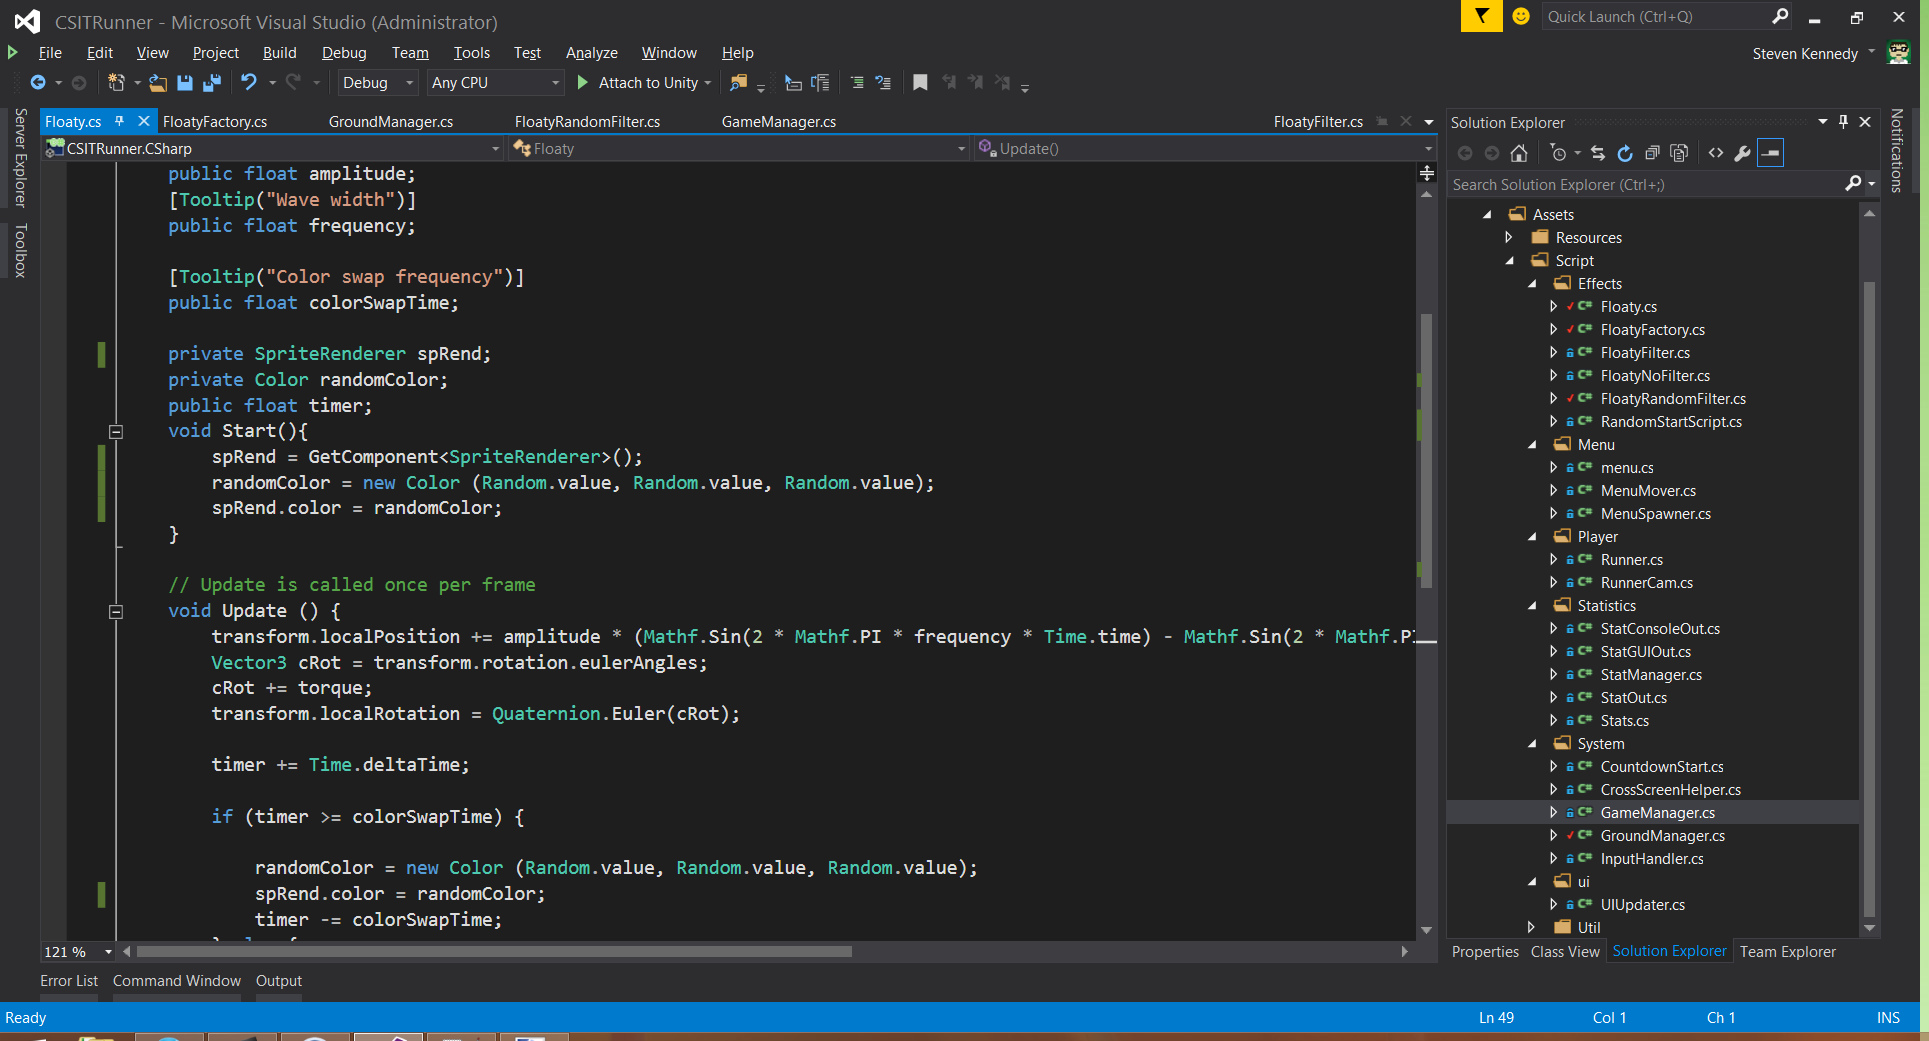 CSITRunner - Microsoft Visual Studio (Administrator)
Quick Launch (Ctrl+Q)
File Edit View Project Build Debug Team Tools Test Analyze Window Help
Steven Kennedy
Debug Any CPU Attach to Unity
Server Explorer
Toolbox
Floaty.cs FloatyFactory.cs GroundManager.cs FloatyRandomFilter.cs GameManager.cs FloatyFilter.cs
CSITRunner.CSharp Floaty Update()
public float amplitude;
[Tooltip("Wave width")]
public float frequency;
[Tooltip("Color swap frequency")]
public float colorSwapTime;
private SpriteRenderer spRend;
private Color randomColor;
public float timer;
void Start(){
spRend = GetComponent<SpriteRenderer>();
randomColor = new Color (Random.value, Random.value, Random.value);
spRend.color = randomColor;
}
// Update is called once per frame
void Update () {
transform.localPosition += amplitude * (Mathf.Sin(2 * Mathf.PI * frequency * Time.time) - Mathf.Sin(2 * Mathf.PI
Vector3 cRot = transform.rotation.eulerAngles;
cRot += torque;
transform.localRotation = Quaternion.Euler(cRot);
timer += Time.deltaTime;
if (timer >= colorSwapTime) {
randomColor = new Color (Random.value, Random.value, Random.value);
spRend.color = randomColor;
timer -= colorSwapTime;
121 %
Error List Command Window Output
Solution Explorer
Search Solution Explorer (Ctrl+;)
Assets
Resources
Script
Effects
Floaty.cs
FloatyFactory.cs
FloatyFilter.cs
FloatyNoFilter.cs
FloatyRandomFilter.cs
RandomStartScript.cs
Menu
menu.cs
MenuMover.cs
MenuSpawner.cs
Player
Runner.cs
RunnerCam.cs
Statistics
StatConsoleOut.cs
StatGUIOut.cs
StatManager.cs
StatOut.cs
Stats.cs
System
CountdownStart.cs
CrossScreenHelper.cs
GameManager.cs
GroundManager.cs
InputHandler.cs
ui
UIUpdater.cs
Util
Properties Class View Solution Explorer Team Explorer
Notifications
Ready Ln 49 Col 1 Ch 1 INS